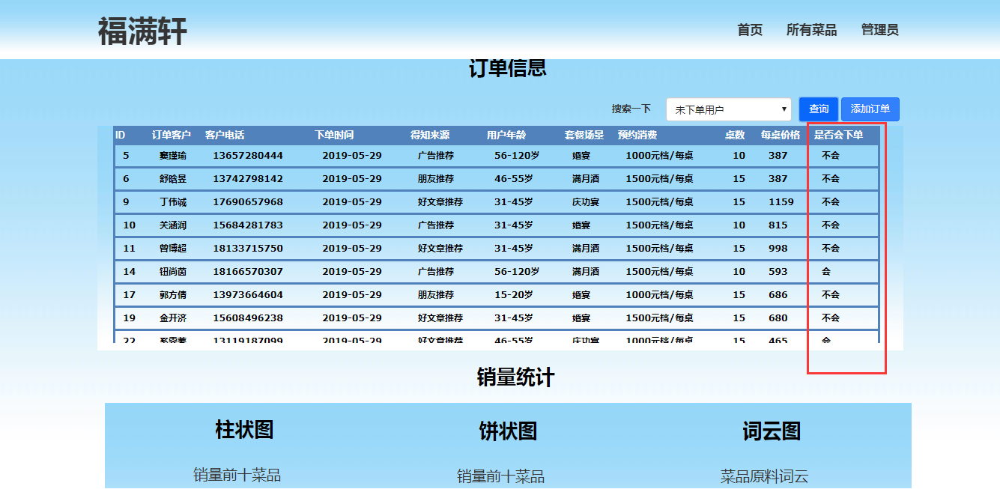 福满轩 首页 所有菜品 管理员
订单信息
搜索一下 未下单用户 查询 添加订单
ID 订单客户 客户电话 下单时间 得知来源 用户年龄 套餐场景 预约消费 桌数 每桌价格 是否会下单
5 窦瑾瑜 13657280444 2019-05-29 广告推荐 56-120岁 婚宴 1000元档/每桌 10 387 不会
6 舒晗昱 13742798142 2019-05-29 朋友推荐 46-55岁 满月酒 1500元档/每桌 15 387 不会
9 丁伟诚 17690657968 2019-05-29 好文章推荐 31-45岁 庆功宴 1500元档/每桌 15 1159 不会
10 关涵润 15684281783 2019-05-29 广告推荐 31-45岁 婚宴 1500元档/每桌 10 815 不会
11 曾博超 18133715750 2019-05-29 好文章推荐 31-45岁 满月酒 1500元档/每桌 15 998 不会
14 钮尚茵 18166570307 2019-05-29 广告推荐 56-120岁 满月酒 1500元档/每桌 10 593 会
17 郭方倩 13973664604 2019-05-29 朋友推荐 15-20岁 婚宴 1000元档/每桌 15 686 不会
19 金开济 15608496238 2019-05-29 好文章推荐 31-45岁 婚宴 1500元档/每桌 15 680 不会
22 13119187099 2019-05-29 好文章推荐 46-55岁 庆功宴 1000元档/每桌 15 465 会
销量统计
柱状图 饼状图 词云图
销量前十菜品 销量前十菜品 菜品原料词云